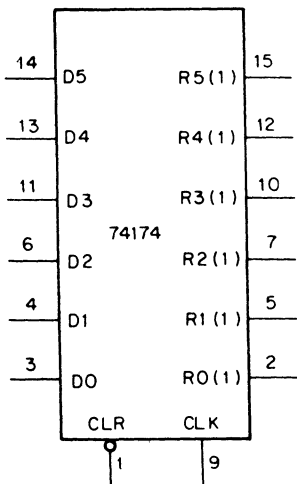 14 D5 R5(1) 15
13 D4 R4(1) 12
11 D3 R3(1) 10
74174
6 D2 R2(1) 7
4 D1 R1(1) 5
3 D0 R0(1) 2
CLR CLK
1 9